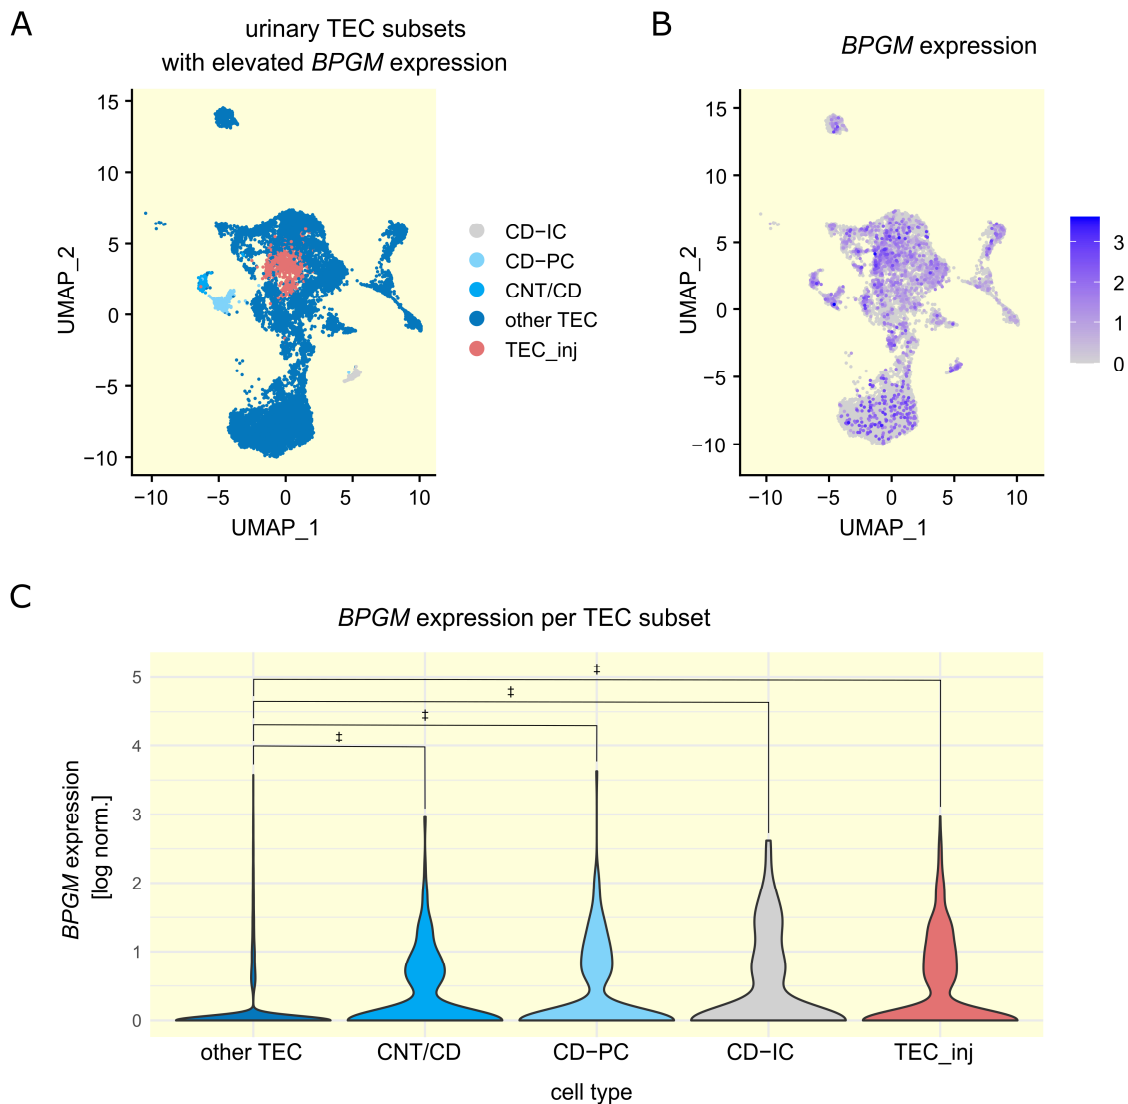 A
urinary TEC subsets
with elevated BPGM expression
15
10
5
0
−5
−10
UMAP_2
−10 −5 0 5 10
UMAP_1
CD−IC
CD−PC
CNT/CD
other TEC
TEC_inj
B
BPGM expression
15
10
5
0
−5
−10
UMAP_2
−10 −5 0 5 10
UMAP_1
3
2
1
0
C
BPGM expression per TEC subset
5
4
3
2
1
0
BPGM expression
[log norm.]
‡
‡
‡
‡
other TEC CNT/CD CD−PC CD−IC TEC_inj
cell type